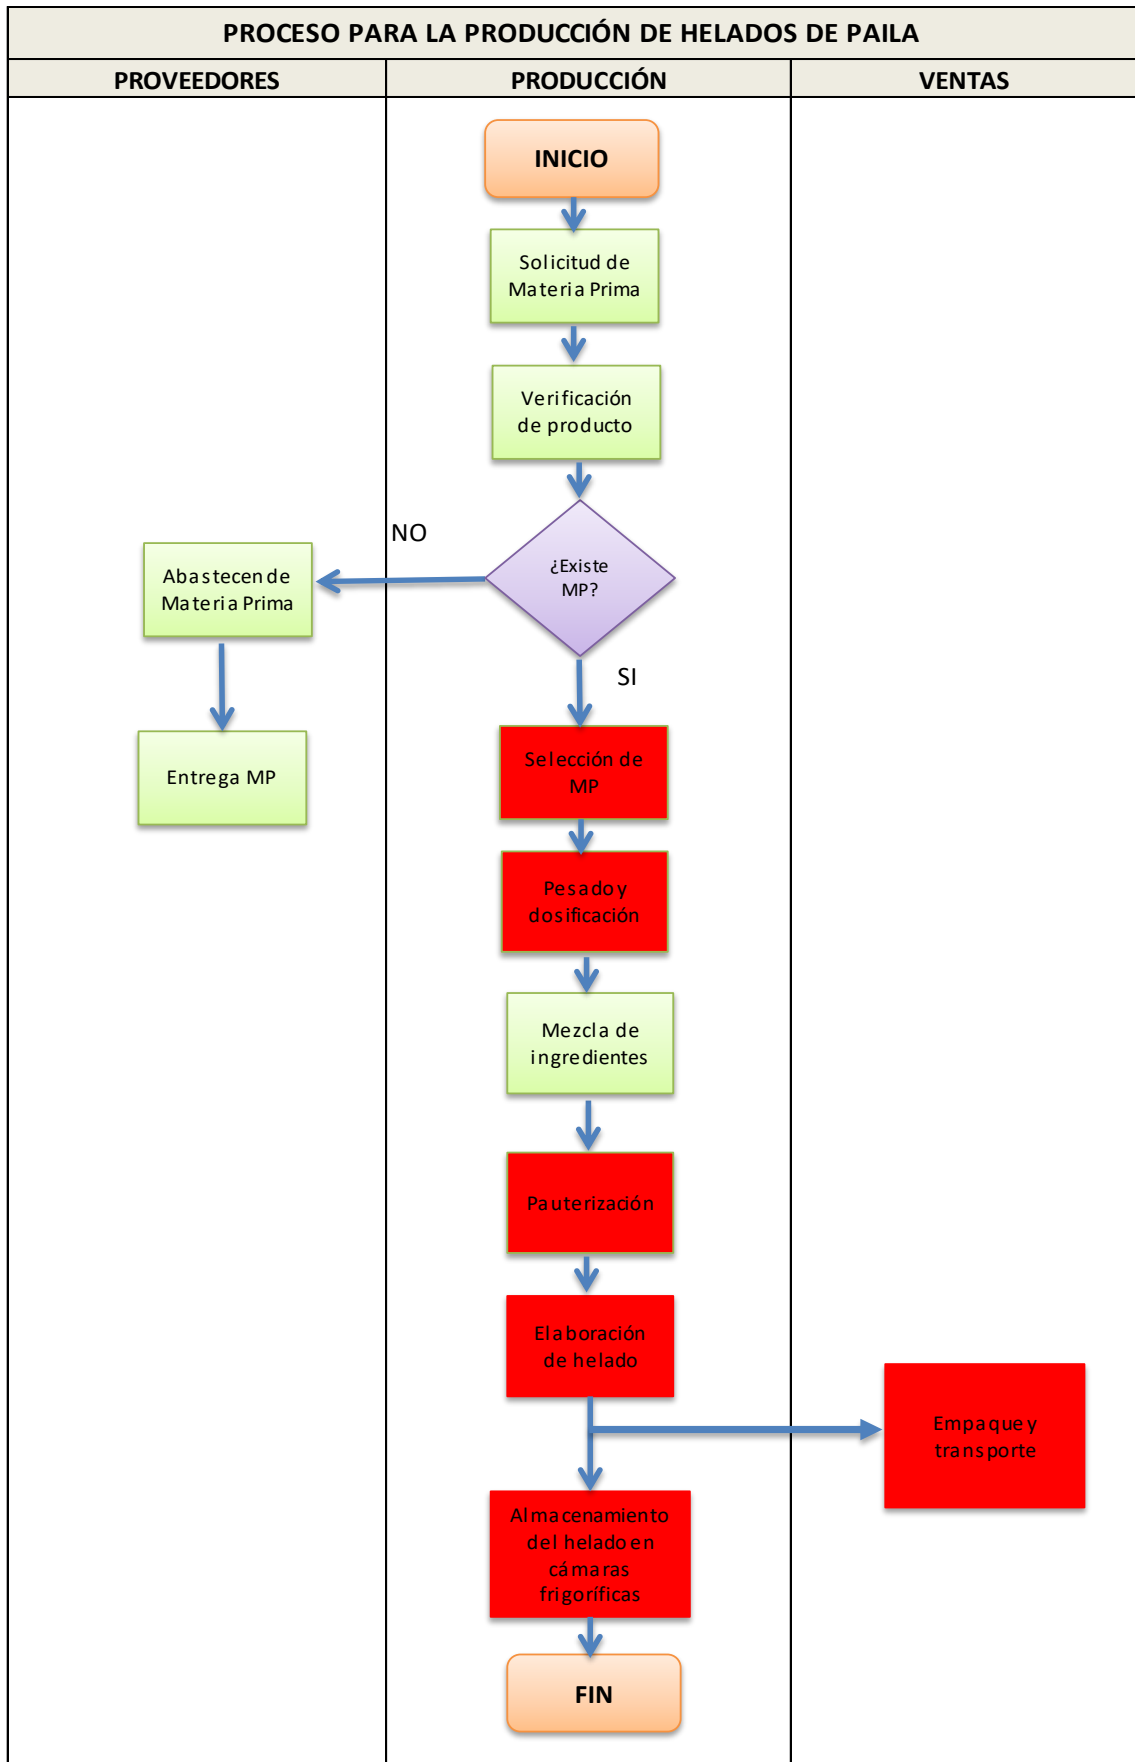 PROCESO PARA LA PRODUCCIÓN DE HELADOS DE PAILA
PROVEEDORES
PRODUCCIÓN
VENTAS
INICIO
Solicitud de
Materia Prima
Verificación
de producto
NO
¿Existe
MP?
Abastecen de
Materia Prima
SI
Entrega MP
Selección de
MP
Pesado y
dosificación
Mezcla de
ingredientes
Pauterización
Elaboración
de helado
Empaque y
transporte
Almacenamiento
del helado en
cámaras
frigoríficas
FIN